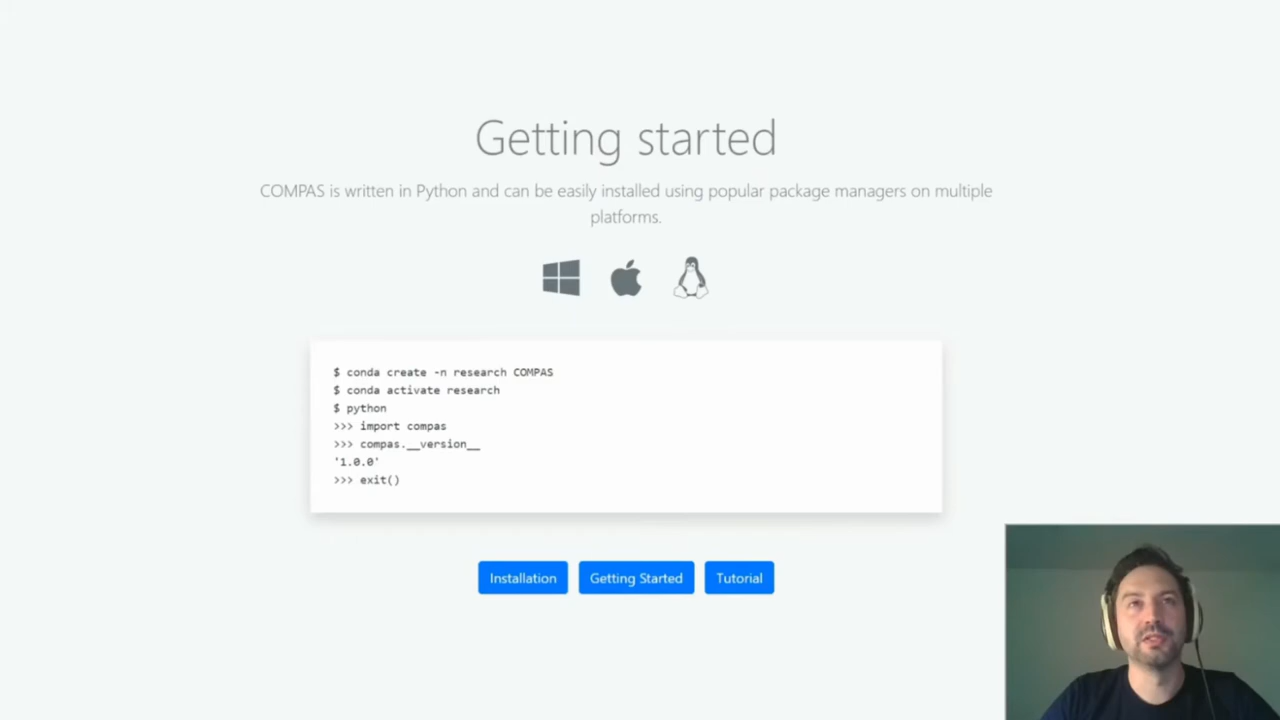 Getting started
COMPAS is written in Python and can be easily installed using popular package managers on multiple
platforms.
$ conda create -n research COMPAS
$ conda activate research
$ python
>>> import compas
>>> compas.__version__
'1.0.0'
>>> exit()
Installation
Getting Started
Tutorial